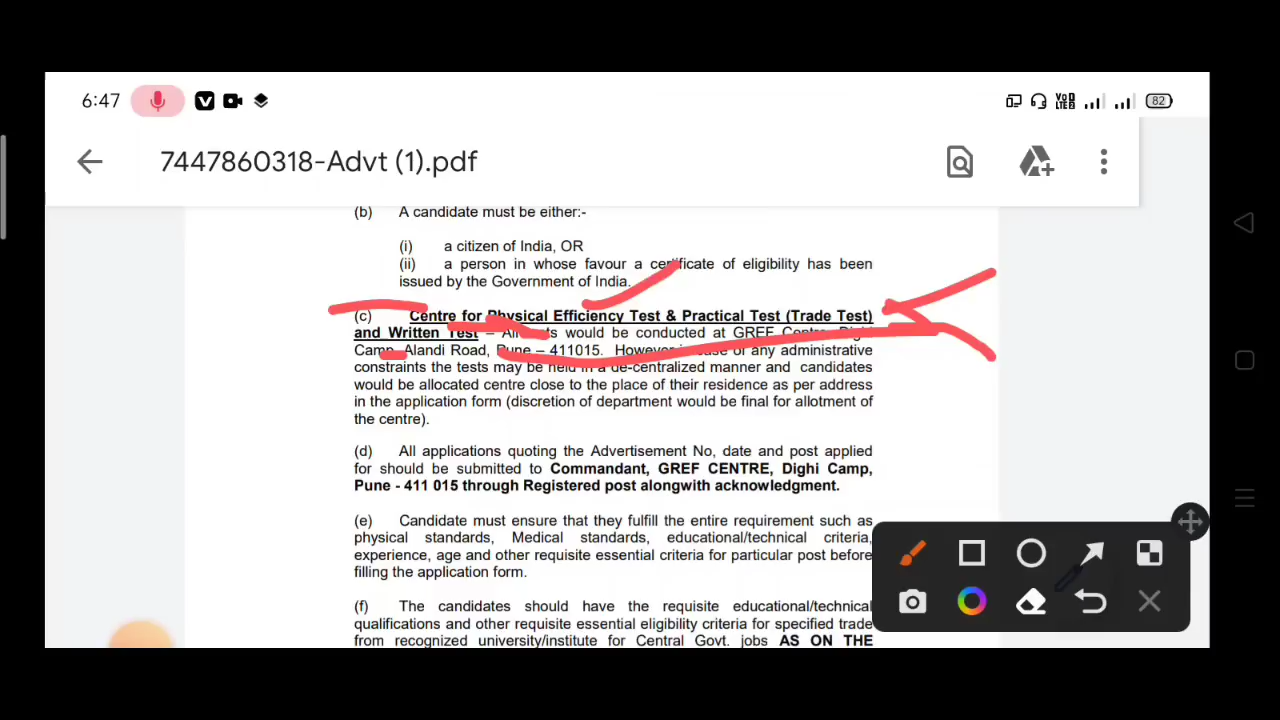 6:47 VoD LTE2 82
7447860318-Advt (1).pdf
(b) A candidate must be either:-
(i) a citizen of India, OR
(ii) a person in whose favour a certificate of eligibility has been
issued by the Government of India.
(c) Centre for Physical Efficiency Test & Practical Test (Trade Test)
and Written Test – All tests would be conducted at GREF Centre, Dighi
Camp, Alandi Road, Pune – 411015. However in case of any administrative
constraints the tests may be held in a de-centralized manner and candidates
would be allocated centre close to the place of their residence as per address
in the application form (discretion of department would be final for allotment of
the centre).
(d) All applications quoting the Advertisement No, date and post applied
for should be submitted to Commandant, GREF CENTRE, Dighi Camp,
Pune - 411 015 through Registered post alongwith acknowledgment.
(e) Candidate must ensure that they fulfill the entire requirement such as
physical standards, Medical standards, educational/technical criteria,
experience, age and other requisite essential criteria for particular post before
filling the application form.
(f) The candidates should have the requisite educational/technical
qualifications and other requisite essential eligibility criteria for specified trade
from recognized university/institute for Central Govt. jobs AS ON THE